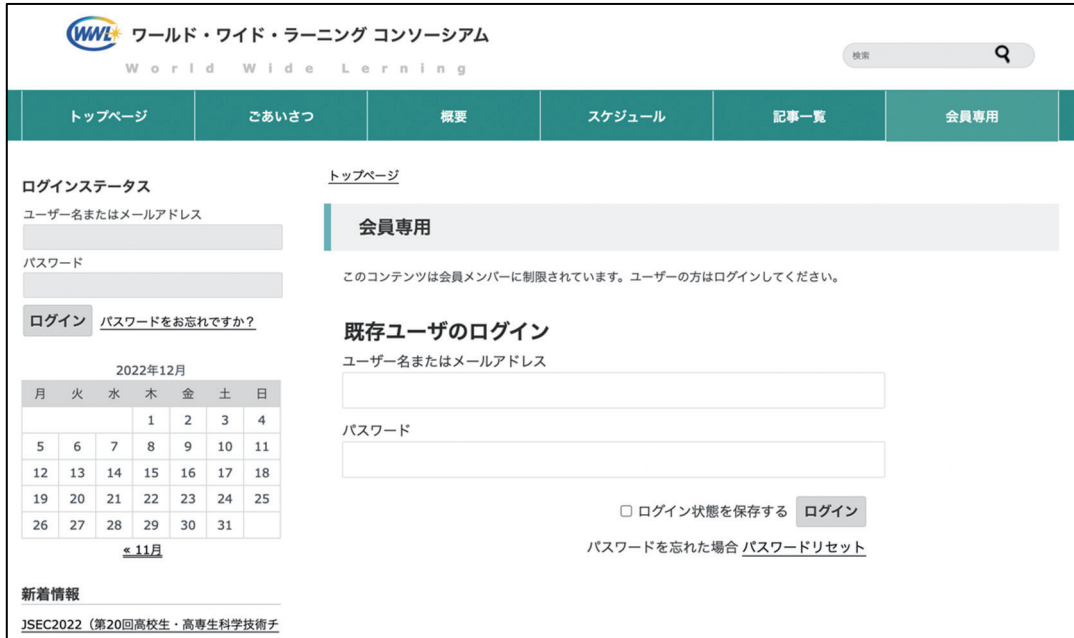 WWL ワールド・ワイド・ラーニング コンソーシアム
World Wide Lerning
検索
トップページ ごあいさつ 概要 スケジュール 記事一覧 会員専用
ログインステータス
ユーザー名またはメールアドレス
パスワード
ログイン パスワードをお忘れですか？
2022年12月
月 火 水 木 金 土 日
1 2 3 4
5 6 7 8 9 10 11
12 13 14 15 16 17 18
19 20 21 22 23 24 25
26 27 28 29 30 31
« 11月
新着情報
JSEC2022（第20回高校生・高専生科学技術チ
トップページ
会員専用
このコンテンツは会員メンバーに制限されています。ユーザーの方はログインしてください。
既存ユーザのログイン
ユーザー名またはメールアドレス
パスワード
ログイン状態を保存する ログイン
パスワードを忘れた場合 パスワードリセット